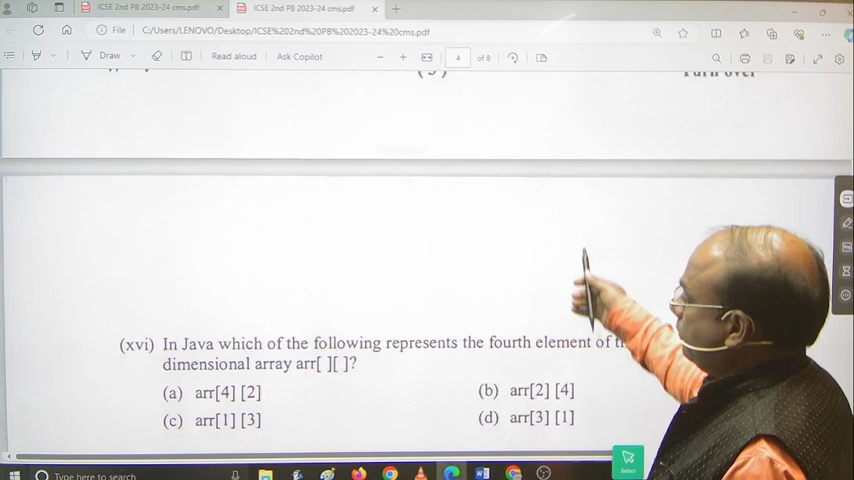 ICSE 2nd PB 2023-24 cms.pdf
ICSE 2nd PB 2023-24 cms.pdf
File
C:/Users/LENOVO/Desktop/ICSE%202nd%20PB%202023-24%20cms.pdf
Draw
Read aloud
Ask Copilot
4
of 8
Turn over
(xvi) In Java which of the following represents the fourth element of
dimensional array arr[ ][ ]?
(a) arr[4] [2]
(b) arr[2] [4]
(c) arr[1] [3]
(d) arr[3] [1]
Select
Type here to search